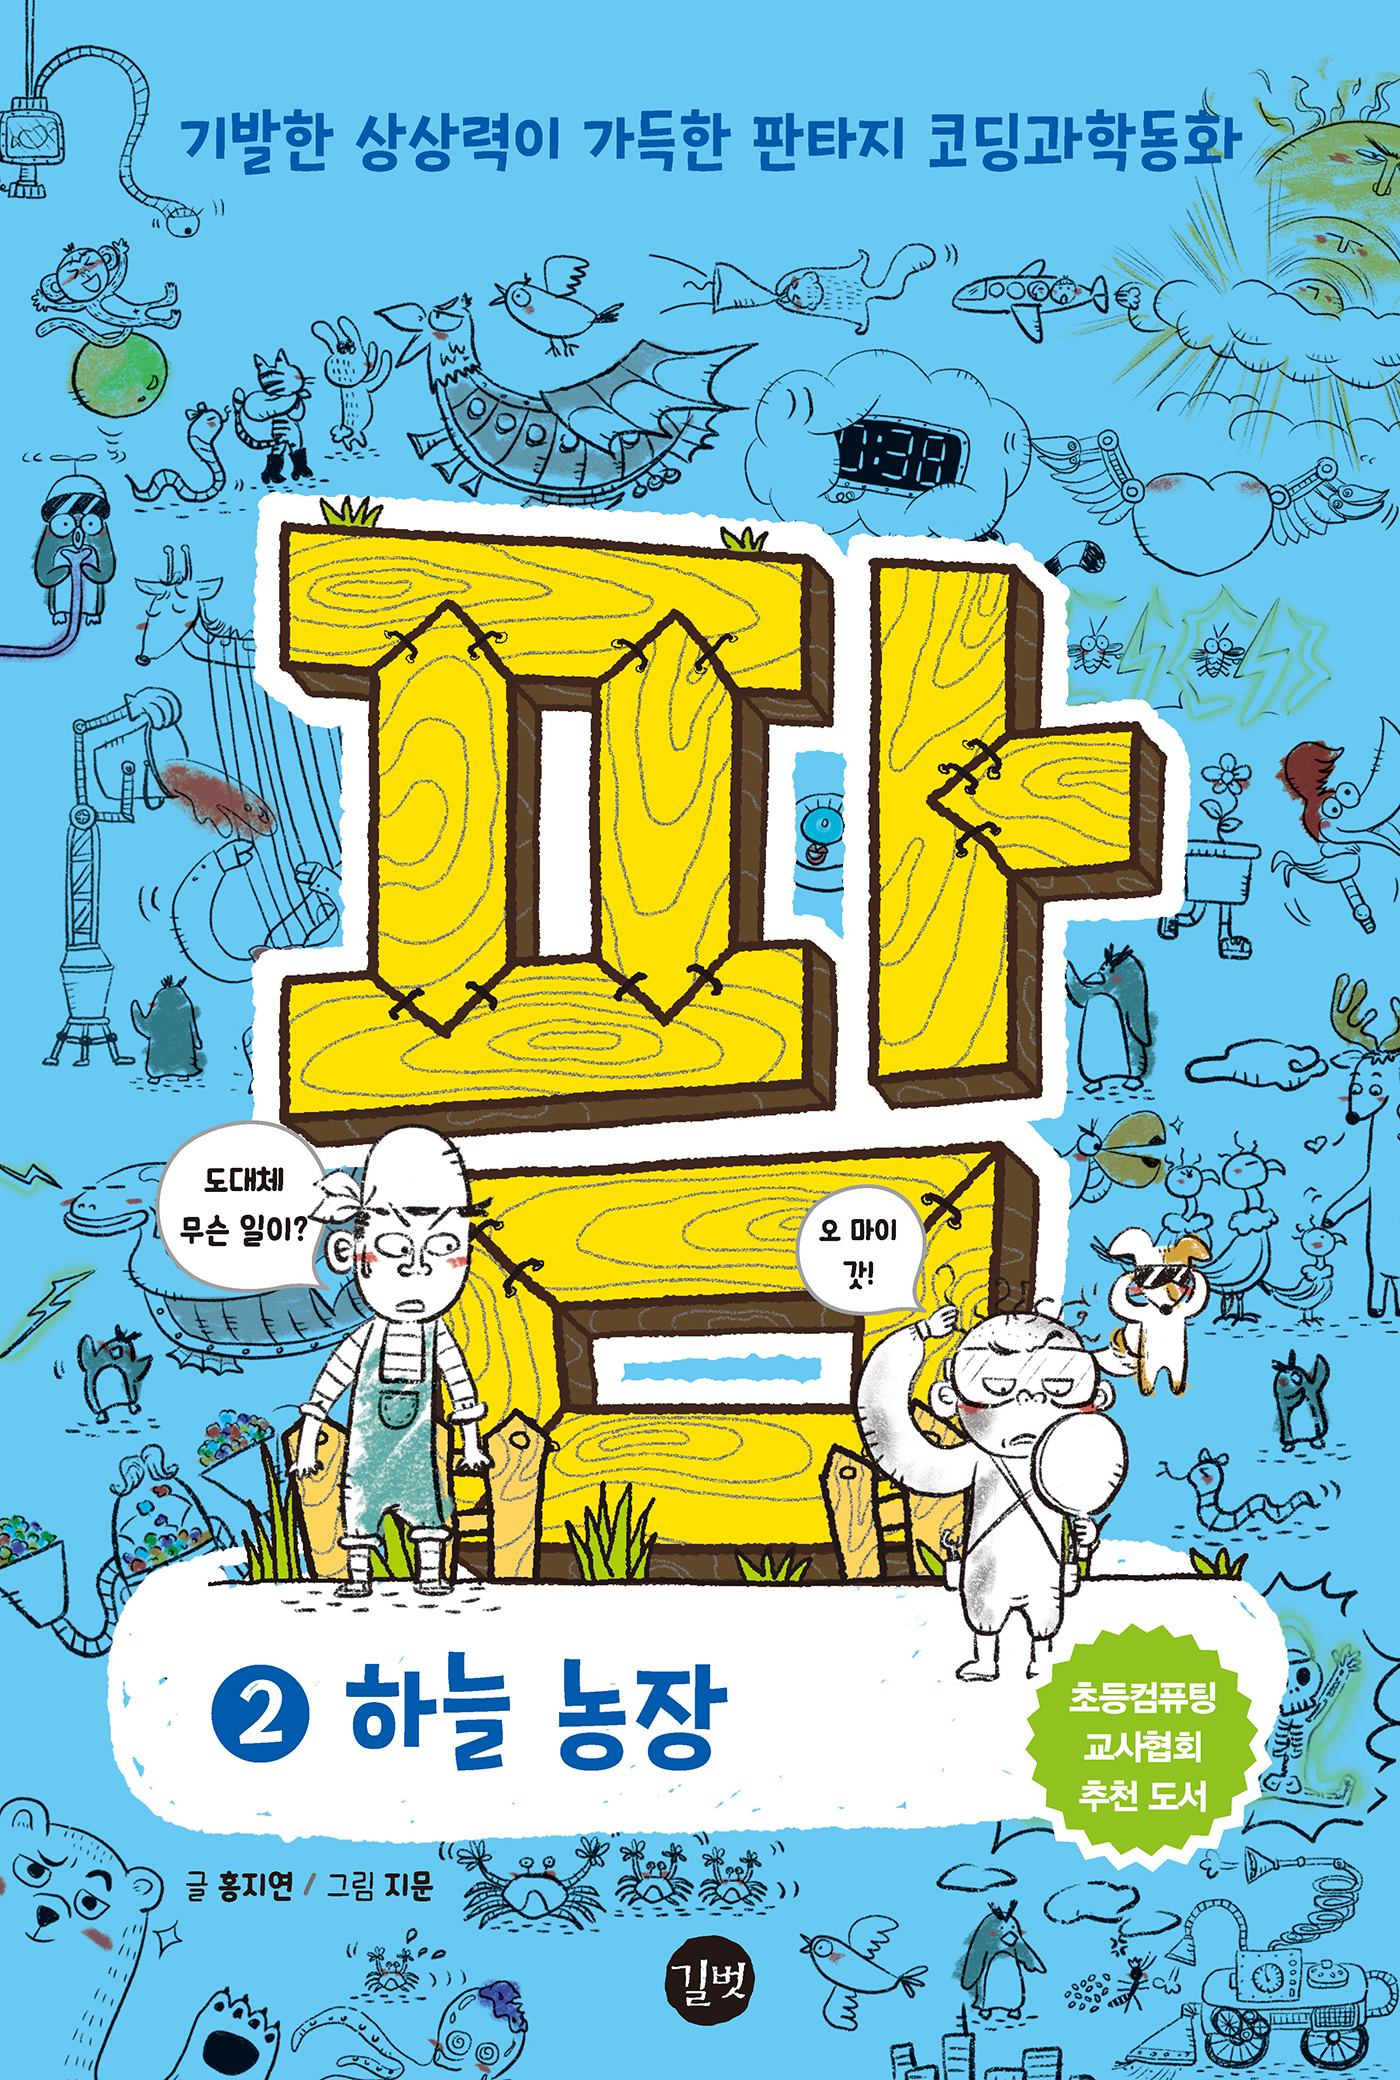 기발한 상상력이 가득한 판타지 코딩과학동화
팜
도대체
무슨 일이?
오 마이
갓!
2 하늘 농장
초등컴퓨팅
교사협회
추천 도서
글 홍지연 / 그림 지문
길벗